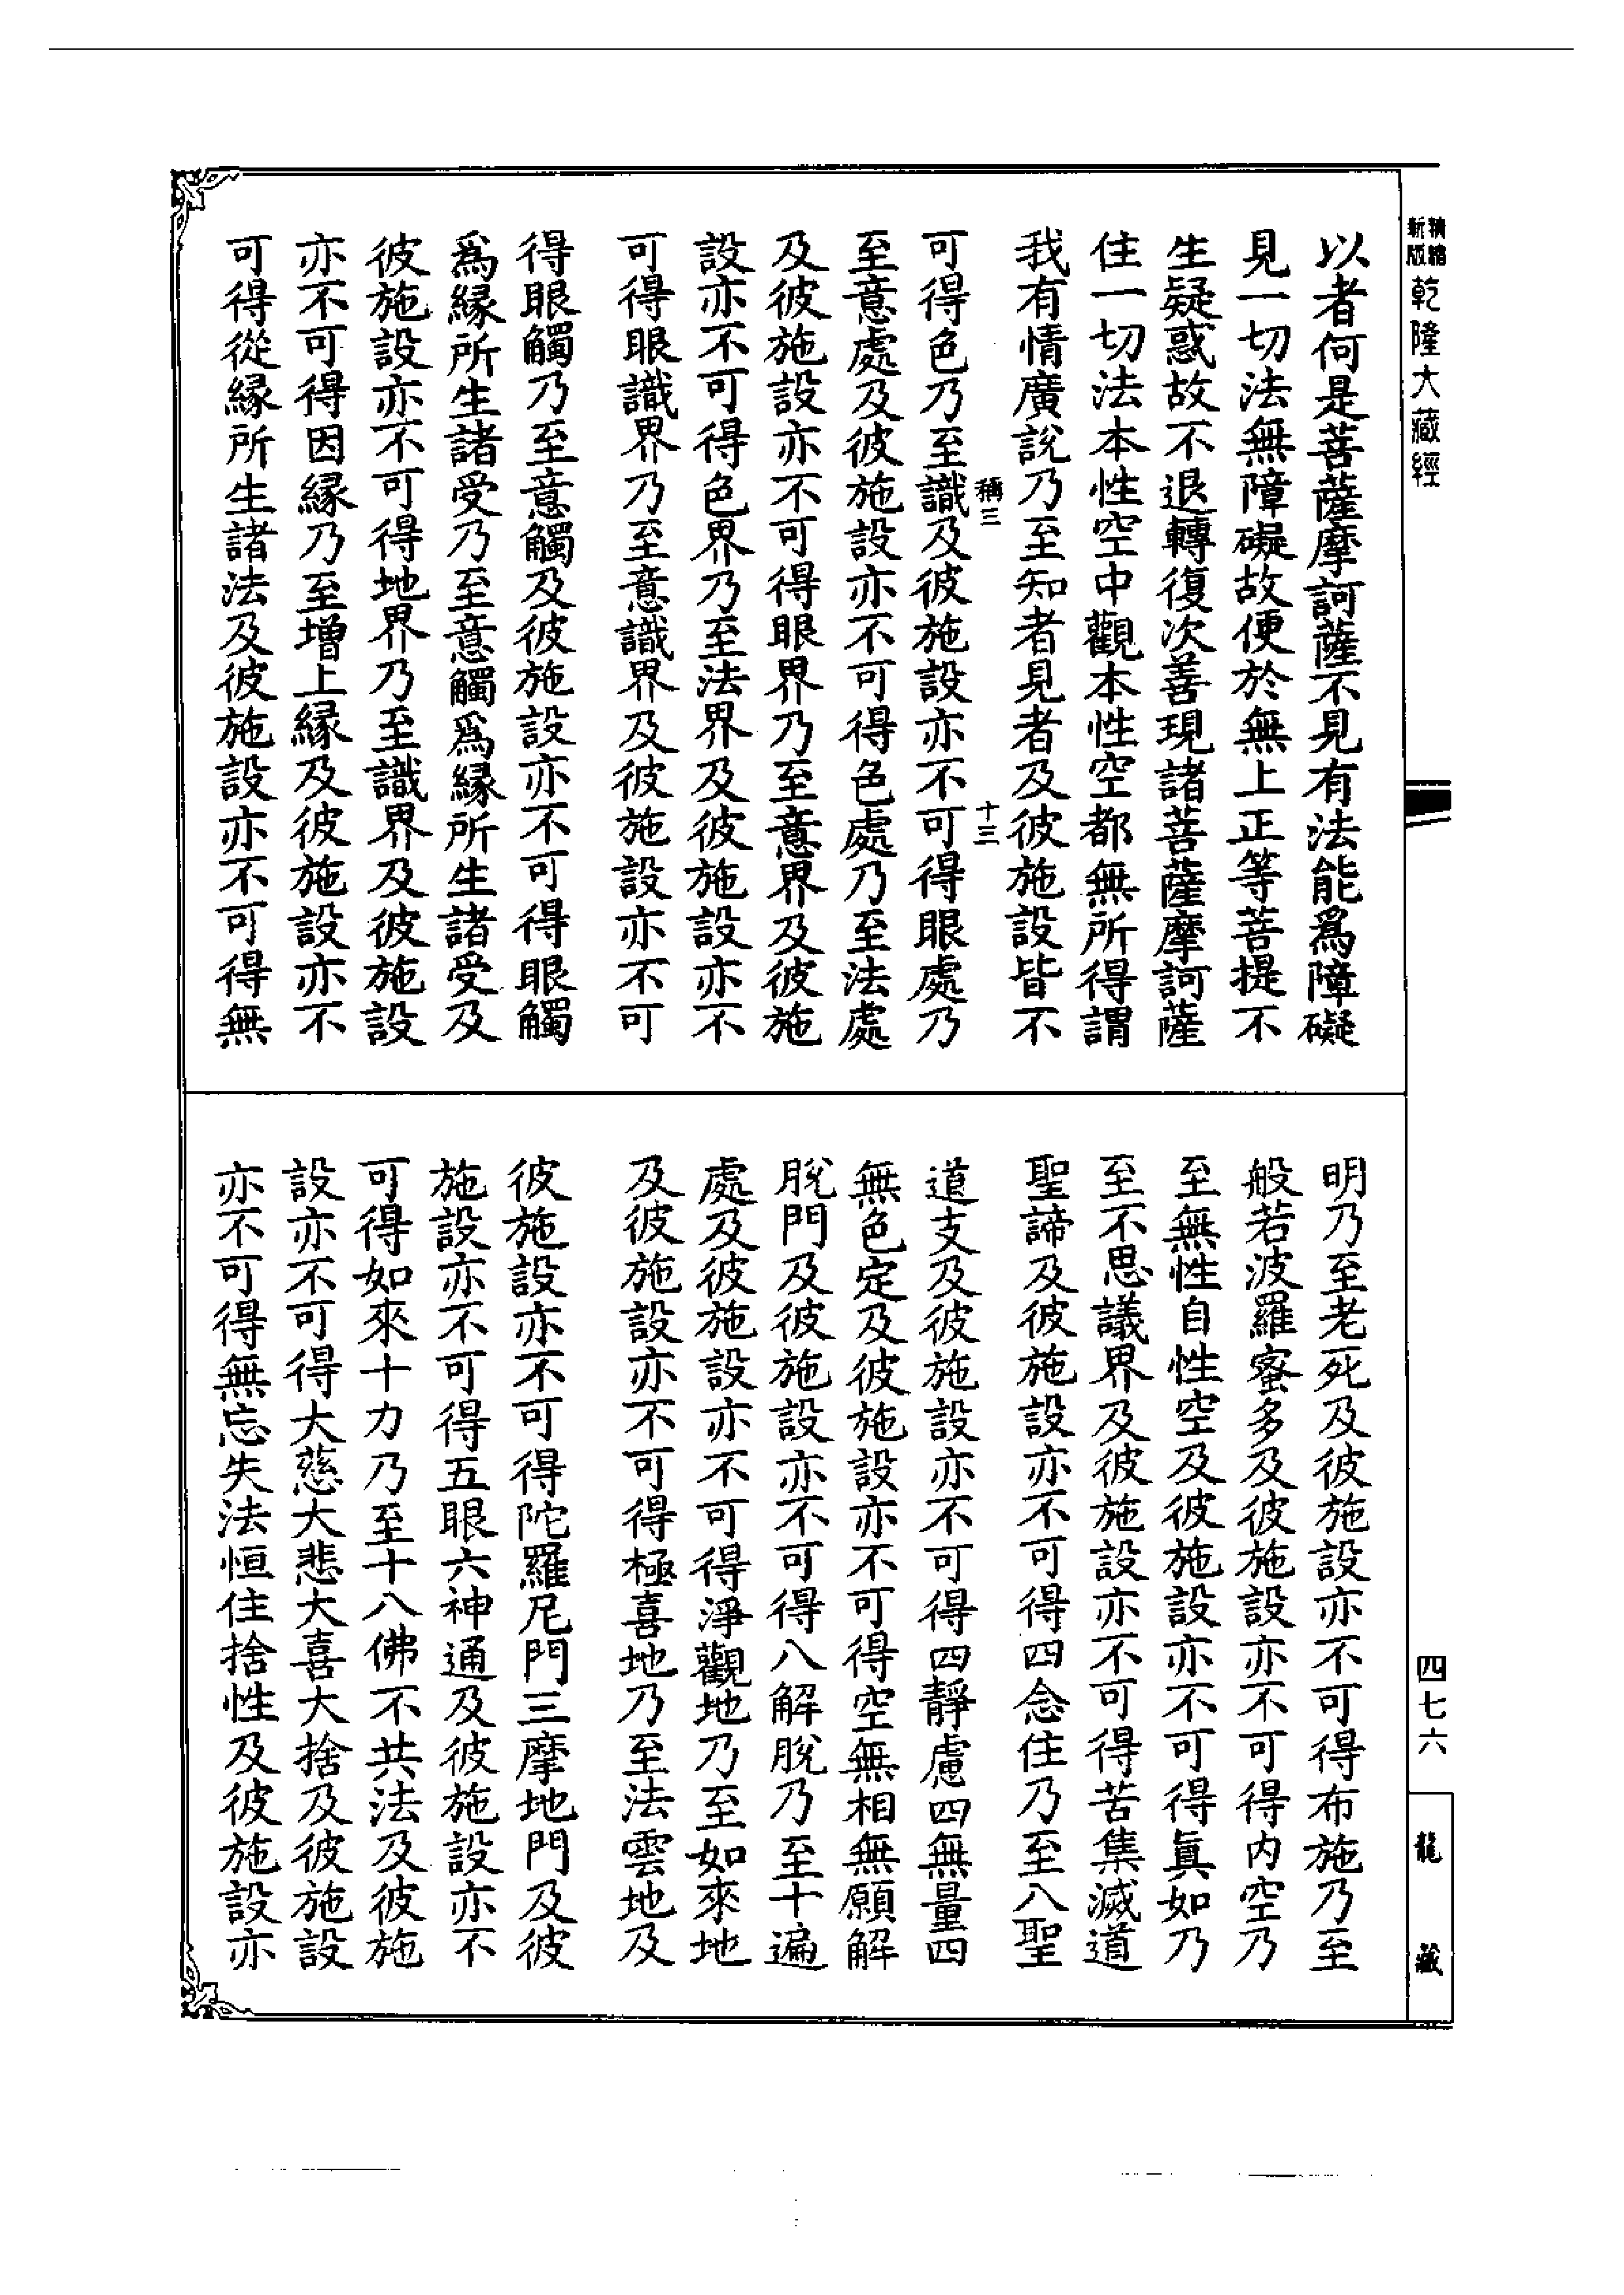 精縮新版乾隆大藏經
以者何是菩薩摩訶薩不見有法能爲障礙
見一切法無障礙故便於無上正等菩提不
生疑惑故不退轉復次善現諸菩薩摩訶薩
住一切法本性空中觀本性空都無所得謂
我有情廣說乃至知者見者及彼施設皆不
稱三
十三
可得色乃至識及彼施設亦不可得眼處乃
至意處及彼施設亦不可得色處乃至法處
及彼施設亦不可得眼界乃至意界及彼施
設亦不可得色界乃至法界及彼施設亦不
可得眼識界乃至意識界及彼施設亦不可
得眼觸乃至意觸及彼施設亦不可得眼觸
爲緣所生諸受乃至意觸爲緣所生諸受及
彼施設亦不可得地界乃至識界及彼施設
亦不可得因緣乃至增上緣及彼施設亦不
可得從緣所生諸法及彼施設亦不可得無
明乃至老死及彼施設亦不可得布施乃至
般若波羅蜜多及彼施設亦不可得內空乃
至無性自性空及彼施設亦不可得眞如乃
至不思議界及彼施設亦不可得苦集滅道
聖諦及彼施設亦不可得四念住乃至八聖
道支及彼施設亦不可得四靜慮四無量四
無色定及彼施設亦不可得空無相無願解
脫門及彼施設亦不可得八解脫乃至十遍
處及彼施設亦不可得淨觀地乃至如來地
及彼施設亦不可得極喜地乃至法雲地及
彼施設亦不可得陀羅尼門三摩地門及彼
施設亦不可得五眼六神通及彼施設亦不
可得如來十力乃至十八佛不共法及彼施
設亦不可得大慈大悲大喜大捨及彼施設
亦不可得無忘失法恒住捨性及彼施設亦
四七六
龍藏